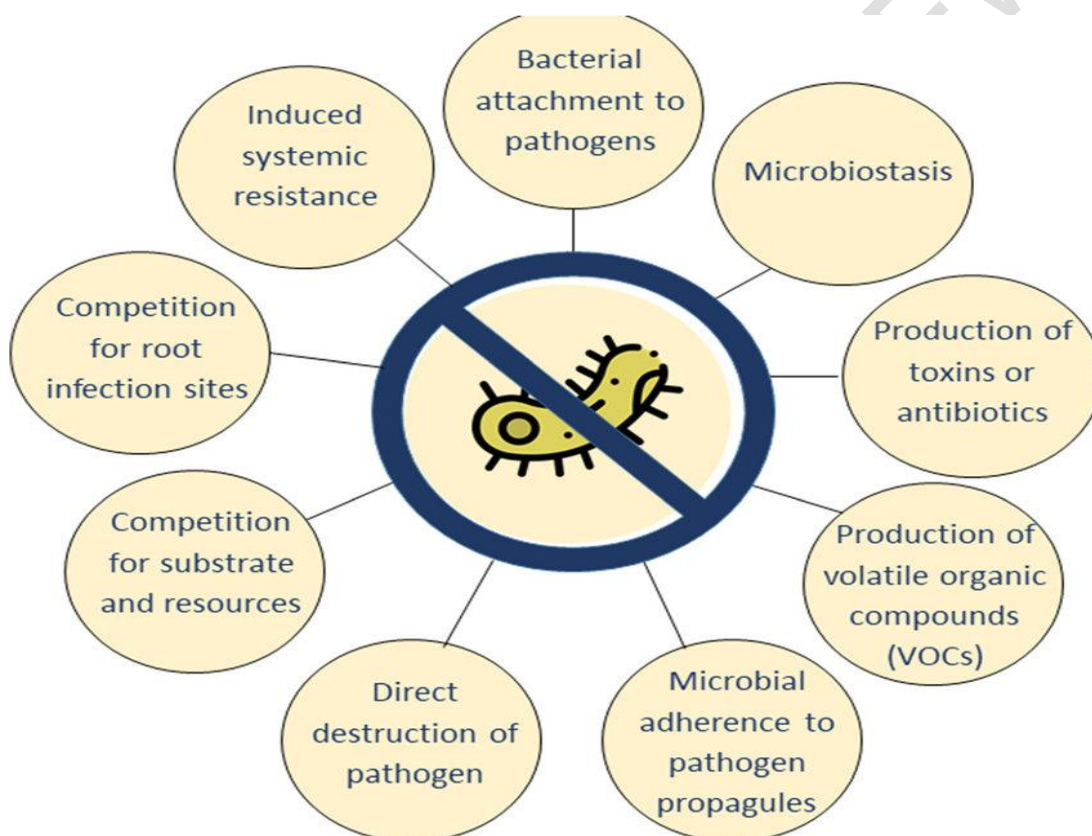 Bacterial
attachment to
pathogens
Induced
systemic
resistance
Microbiostasis
Competition
for root
infection sites
Production of
toxins or
antibiotics
Competition
for substrate
and resources
Production of
volatile organic
compounds
(VOCs)
Direct
destruction of
pathogen
Microbial
adherence to
pathogen
propagules